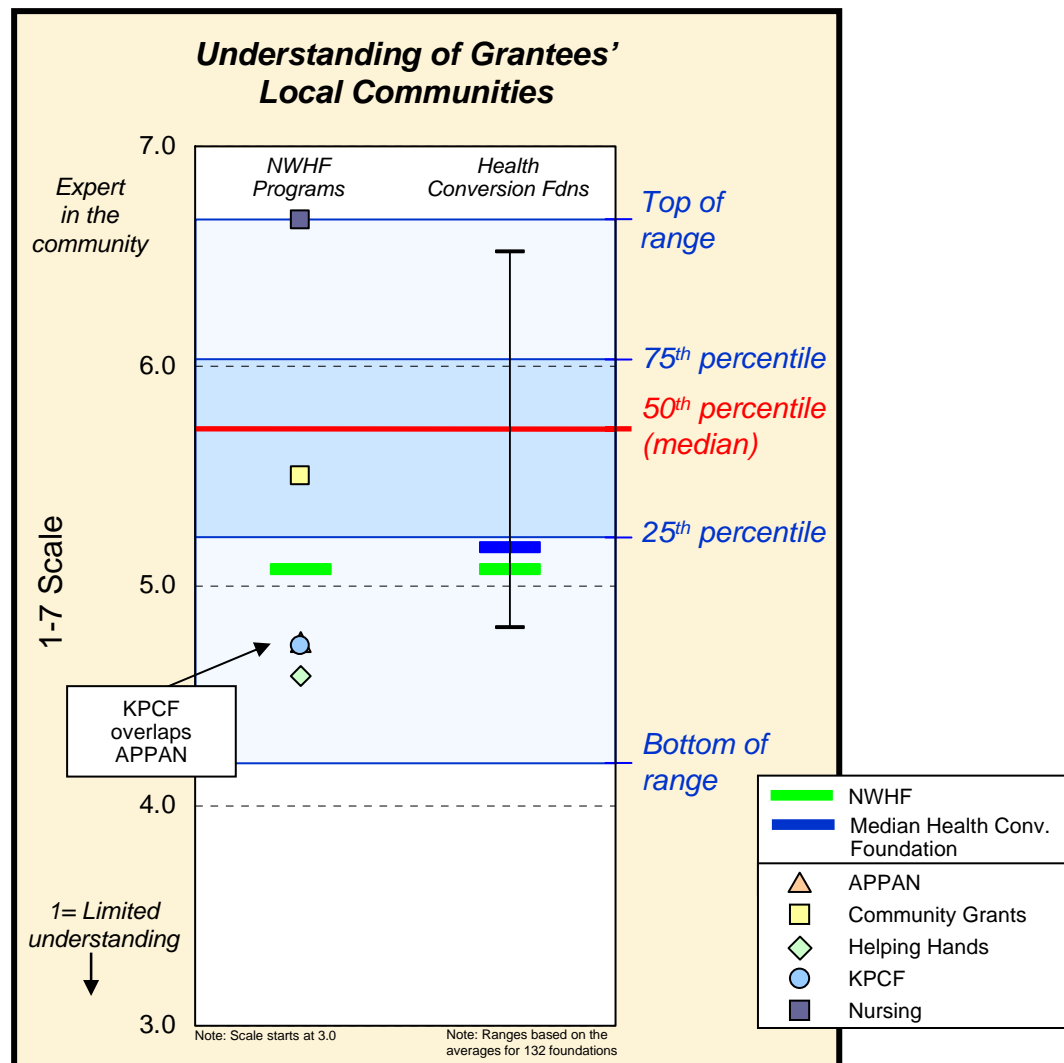 Understanding of Grantees'
Local Communities
7.0
NWHF
Programs
Health
Conversion Fdns
Expert
in the
community
Top of
range
6.0
75th percentile
50th percentile
(median)
25th percentile
1-7 Scale
5.0
KPCF
overlaps
APPAN
Bottom of
range
4.0
1= Limited
understanding
3.0
Note: Scale starts at 3.0
Note: Ranges based on the
averages for 132 foundations
NWHF
Median Health Conv.
Foundation
APPAN
Community Grants
Helping Hands
KPCF
Nursing